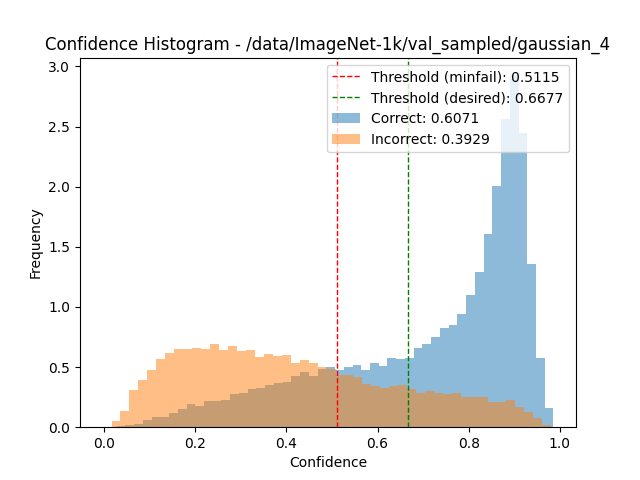 Confidence Histogram - /data/ImageNet-1k/val_sampled/gaussian_4
Threshold (minfail): 0.5115
Threshold (desired): 0.6677
Correct: 0.6071
Incorrect: 0.3929
3.0
2.5
2.0
1.5
1.0
0.5
0.0
Frequency
0.0 0.2 0.4 0.6 0.8 1.0
Confidence